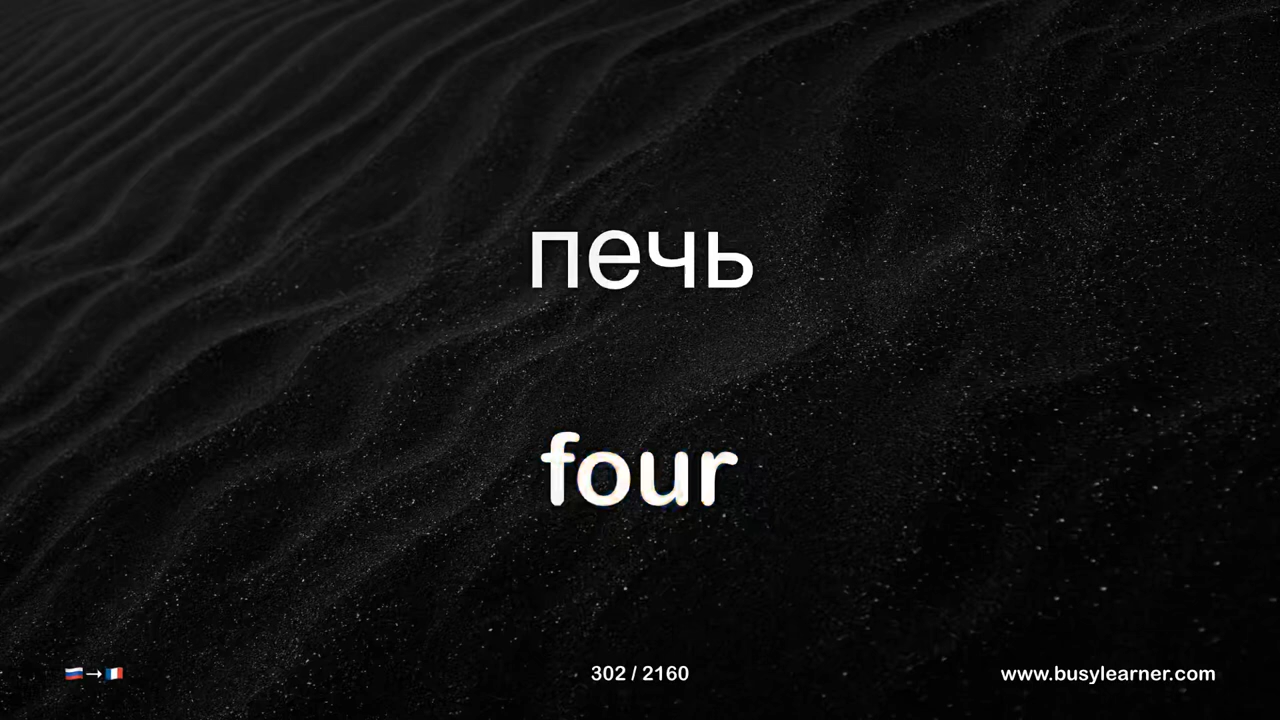 печь
four
🇷🇺→🇫🇷
302 / 2160
www.busylearner.com